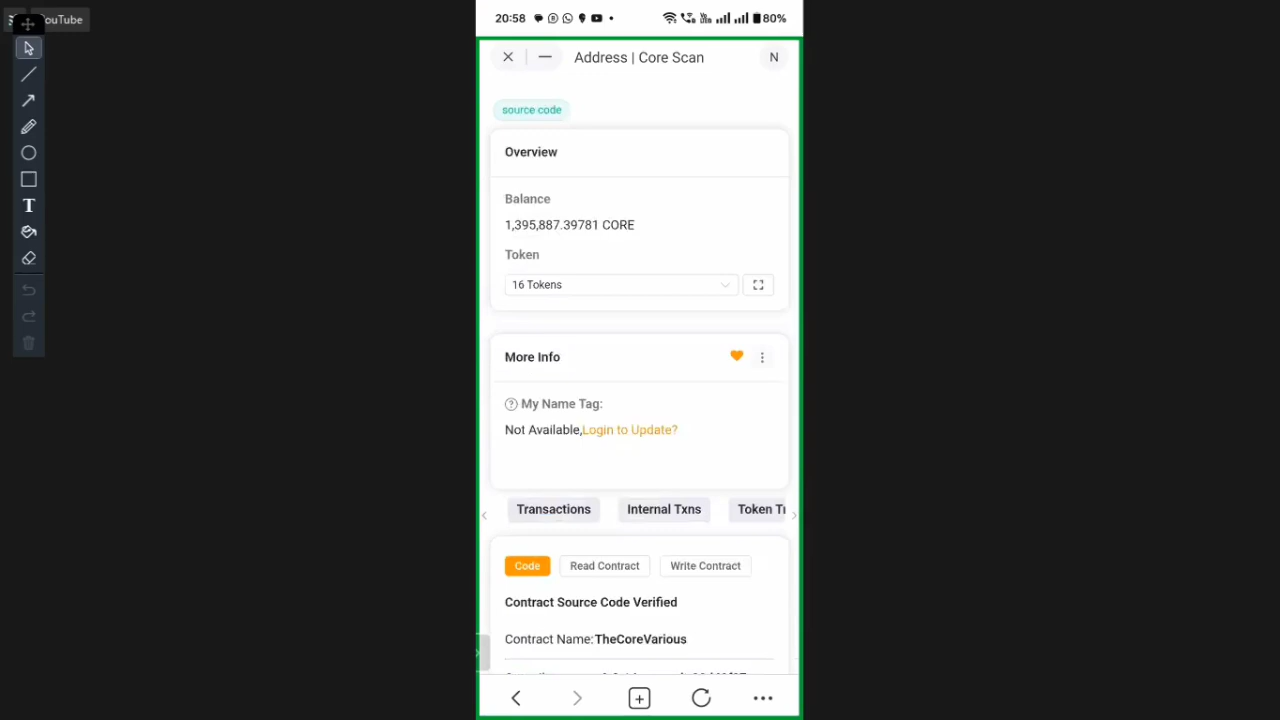 YouTube
20:58
80%
Address | Core Scan
N
source code
Overview
Balance
1,395,887.39781 CORE
Token
16 Tokens
More Info
? My Name Tag:
Not Available,Login to Update?
Transactions
Internal Txns
Token Tr
Code
Read Contract
Write Contract
Contract Source Code Verified
Contract Name:TheCoreVarious
T